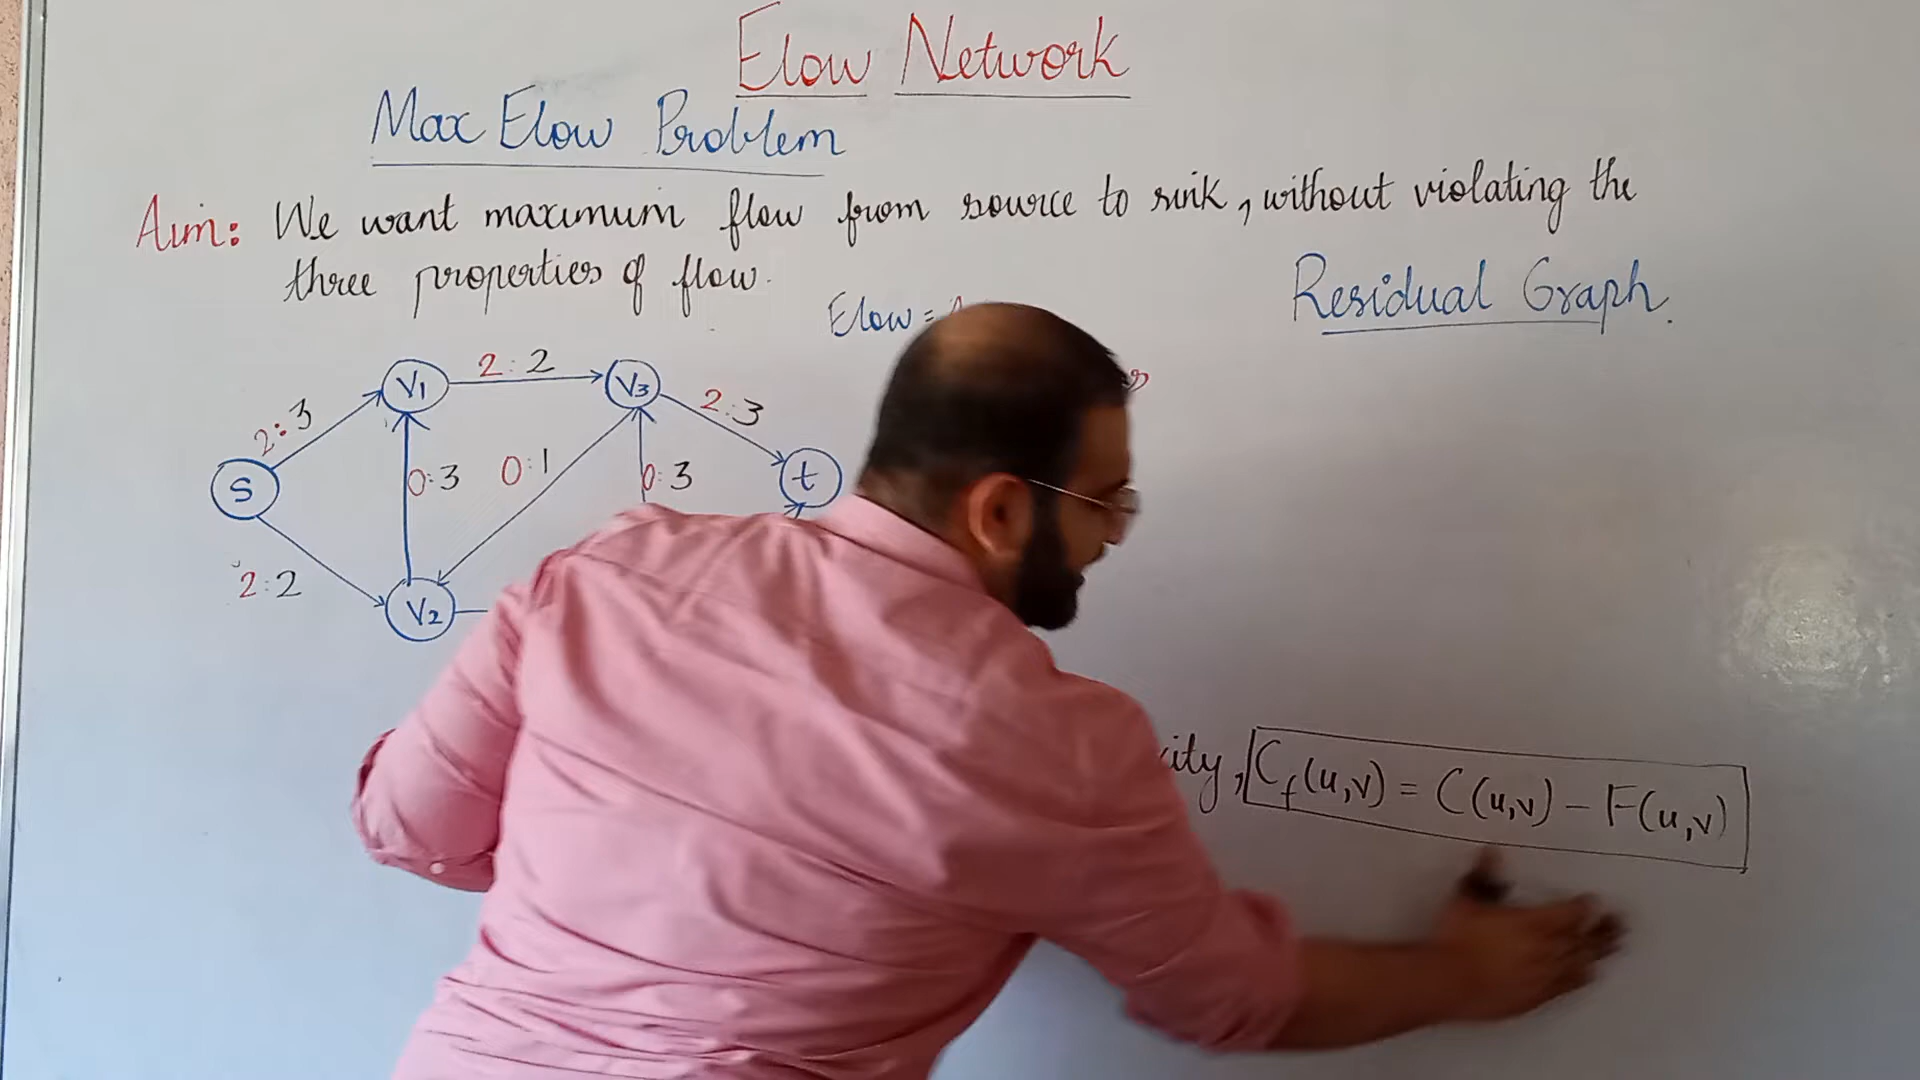 Flow Network
Max Flow Problem
Aim: We want maximum flow from source to sink, without violating the
three properties of flow.
Flow =
Residual Graph.
2:3
V1
2:2
V3
2:3
S
0:3
0:1
0:3
t
2:2
V2
Cf(u,v) = C(u,v) - F(u,v)